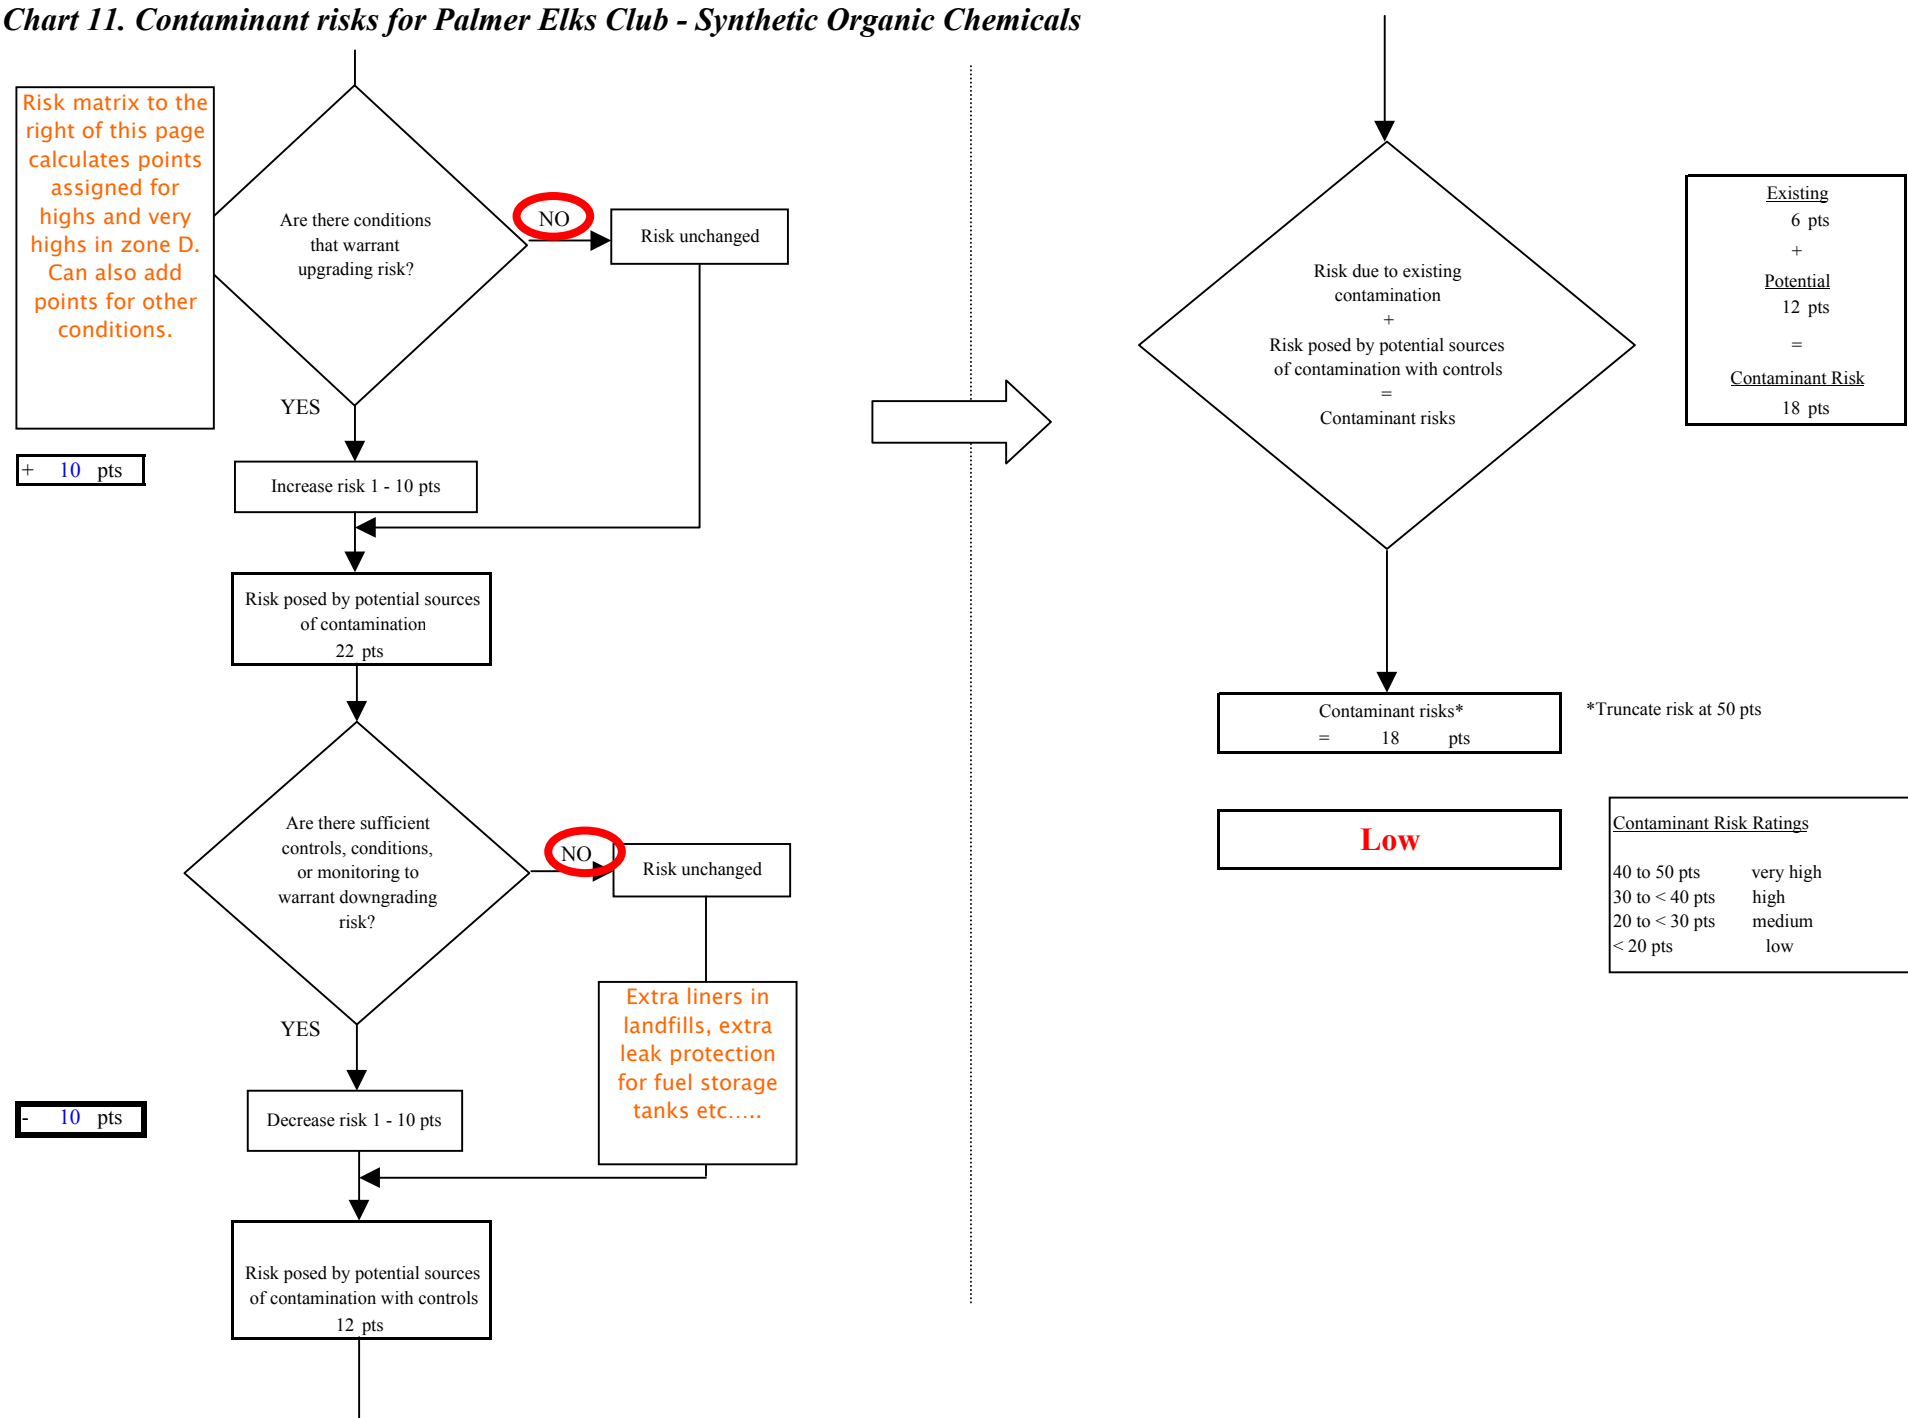 Chart 11. Contaminant risks for Palmer Elks Club - Synthetic Organic Chemicals
Risk matrix to the
right of this page
calculates points
assigned for
highs and very
highs in zone D.
Can also add
points for other
conditions.
Are there conditions
that warrant
upgrading risk?
NO
Risk unchanged
YES
+ 10 pts
Increase risk 1 - 10 pts
Risk posed by potential sources
of contamination
22 pts
Are there sufficient
controls, conditions,
or monitoring to
warrant downgrading
risk?
NO
Risk unchanged
YES
Extra liners in
landfills, extra
leak protection
for fuel storage
tanks etc.....
- 10 pts
Decrease risk 1 - 10 pts
Risk posed by potential sources
of contamination with controls
12 pts
Risk due to existing
contamination
+
Risk posed by potential sources
of contamination with controls
=
Contaminant risks
Existing
6 pts
+
Potential
12 pts
=
Contaminant Risk
18 pts
Contaminant risks*
= 18 pts
*Truncate risk at 50 pts
Low
Contaminant Risk Ratings
40 to 50 pts very high
30 to < 40 pts high
20 to < 30 pts medium
< 20 pts low